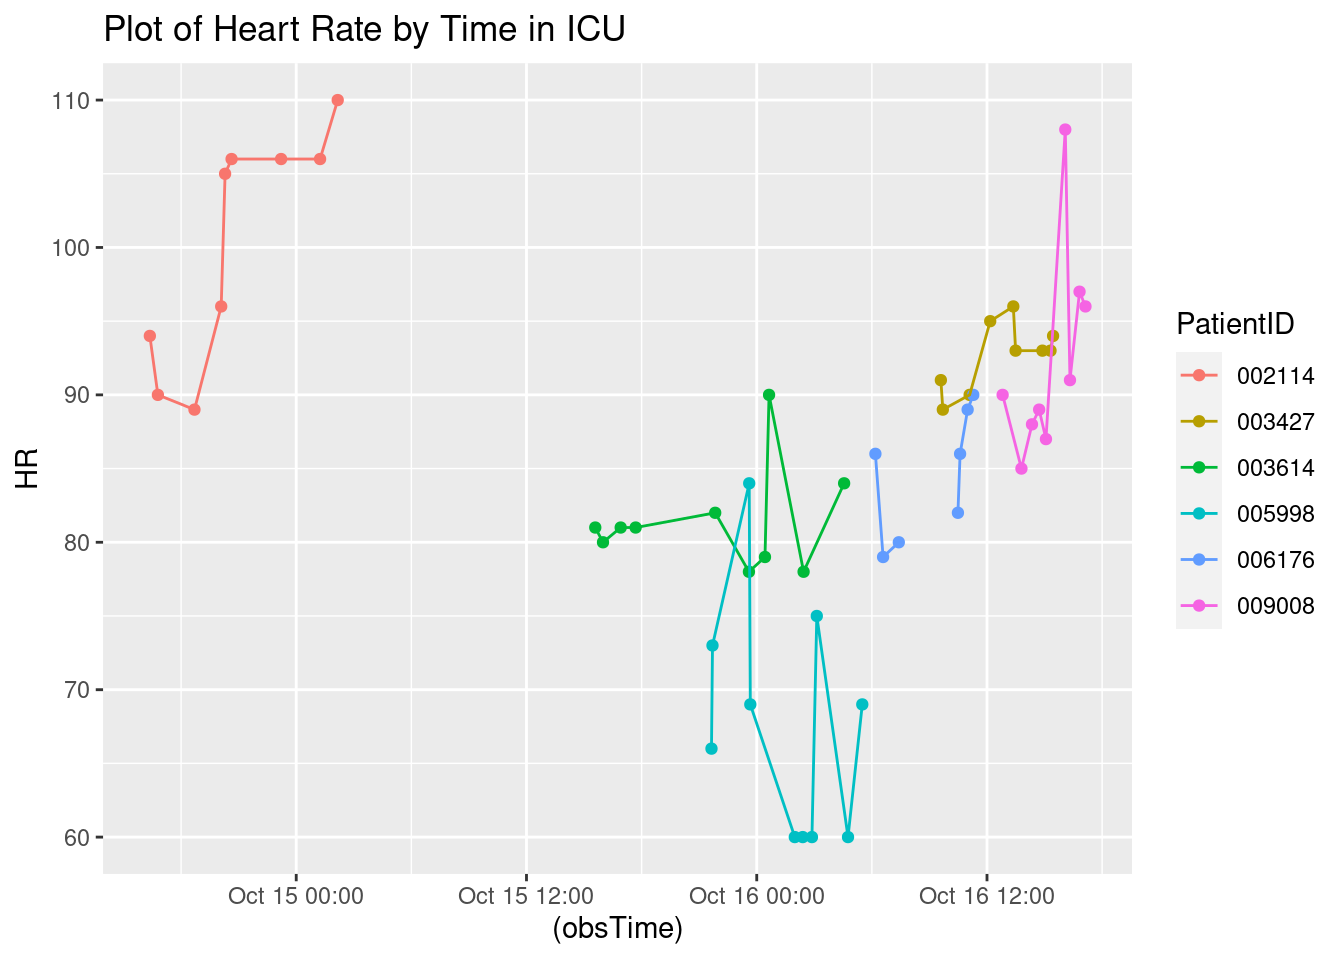 Plot of Heart Rate by Time in ICU
110
100
90
80
70
60
HR
Oct 15 00:00
Oct 15 12:00
Oct 16 00:00
Oct 16 12:00
(obsTime)
PatientID
002114
003427
003614
005998
006176
009008